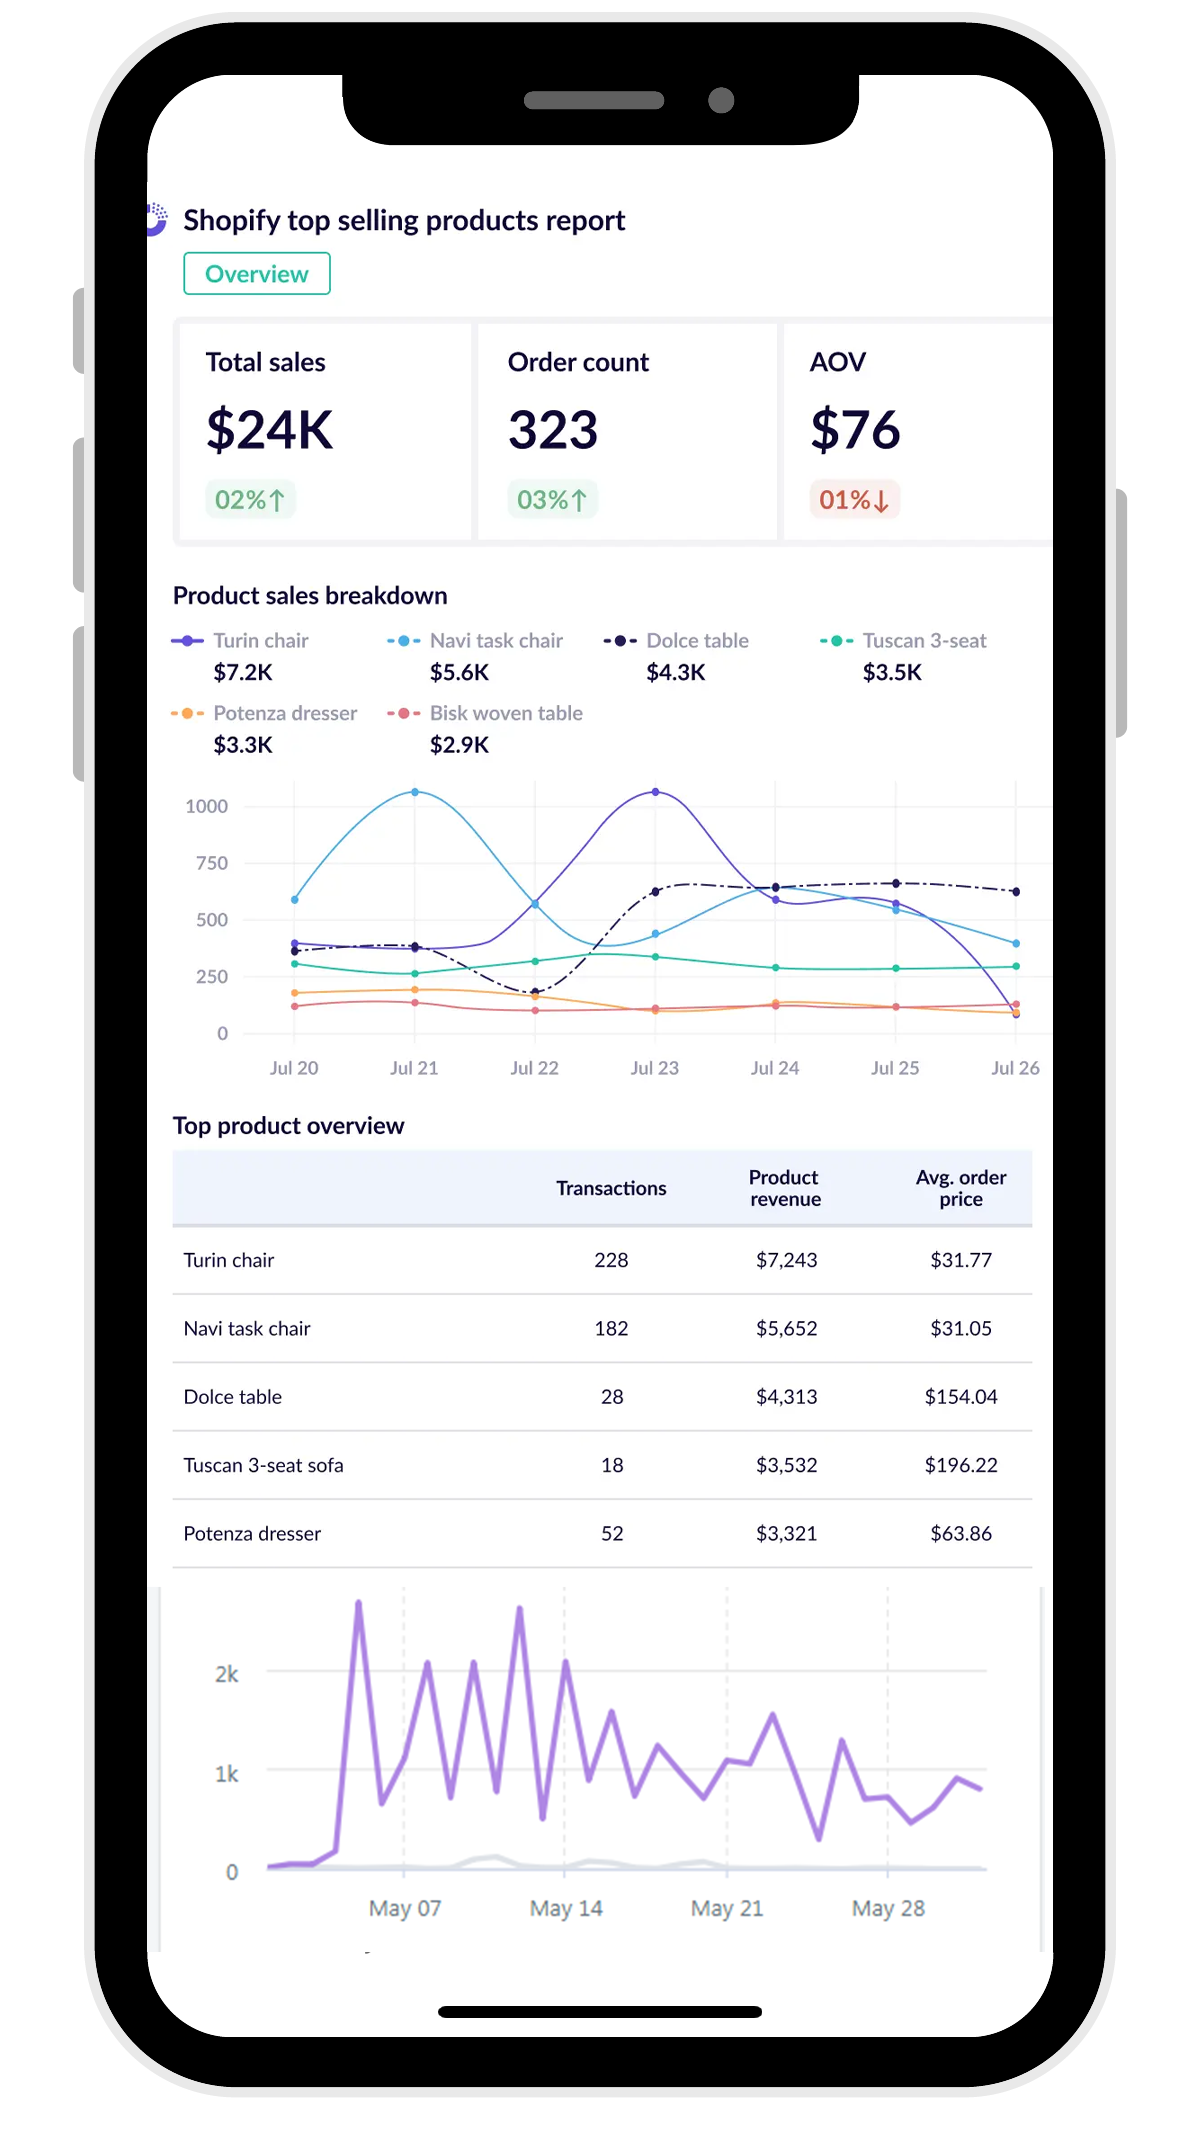 Shopify top selling products report
Overview
Total sales Order count AOV
$24K 323 $76
02%↑ 03%↑ 01%↓
Product sales breakdown
Turin chair Navi task chair Dolce table Tuscan 3-seat
$7.2K $5.6K $4.3K $3.5K
Potenza dresser Bisk woven table
$3.3K $2.9K
1000
750
500
250
0
Jul 20 Jul 21 Jul 22 Jul 23 Jul 24 Jul 25 Jul 26
Top product overview
Transactions Product revenue Avg. order price
Turin chair 228 $7,243 $31.77
Navi task chair 182 $5,652 $31.05
Dolce table 28 $4,313 $154.04
Tuscan 3-seat sofa 18 $3,532 $196.22
Potenza dresser 52 $3,321 $63.86
2k
1k
0
May 07 May 14 May 21 May 28